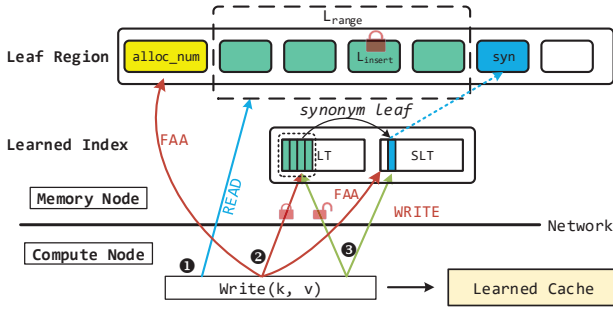 L_range
Leaf Region
alloc_num
L_insert
syn
synonym leaf
Learned Index
LT
SLT
FAA
READ
FAA
WRITE
Memory Node
Network
Compute Node
❶
❷
❸
Write(k, v)
Learned Cache